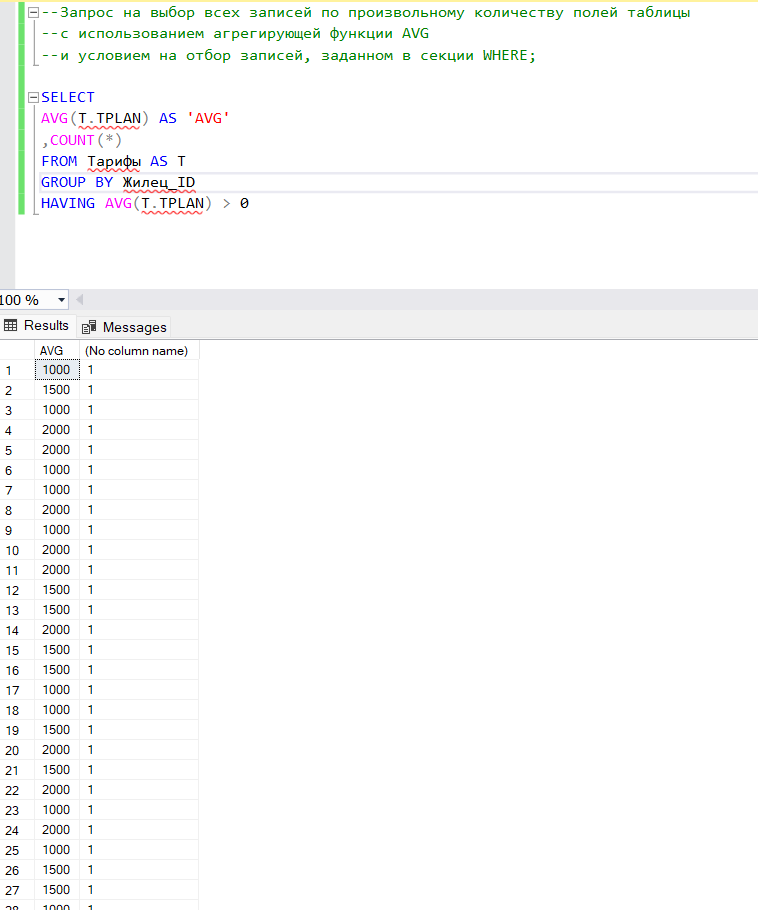 --Запрос на выбор всех записей по произвольному количеству полей таблицы
--с использованием агрегирующей функции AVG
--и условием на отбор записей, заданном в секции WHERE;
SELECT
AVG(T.TPLAN) AS 'AVG'
,COUNT(*)
FROM Тарифы AS T
GROUP BY Жилец_ID
HAVING AVG(T.TPLAN) > 0
100 %
Results Messages
AVG (No column name)
1 1000 1
2 1500 1
3 1000 1
4 2000 1
5 2000 1
6 1000 1
7 1000 1
8 2000 1
9 1000 1
10 2000 1
11 2000 1
12 1500 1
13 1500 1
14 2000 1
15 1500 1
16 1500 1
17 1000 1
18 1000 1
19 1500 1
20 2000 1
21 1500 1
22 2000 1
23 1000 1
24 2000 1
25 1000 1
26 1500 1
27 1500 1
28 1000 1